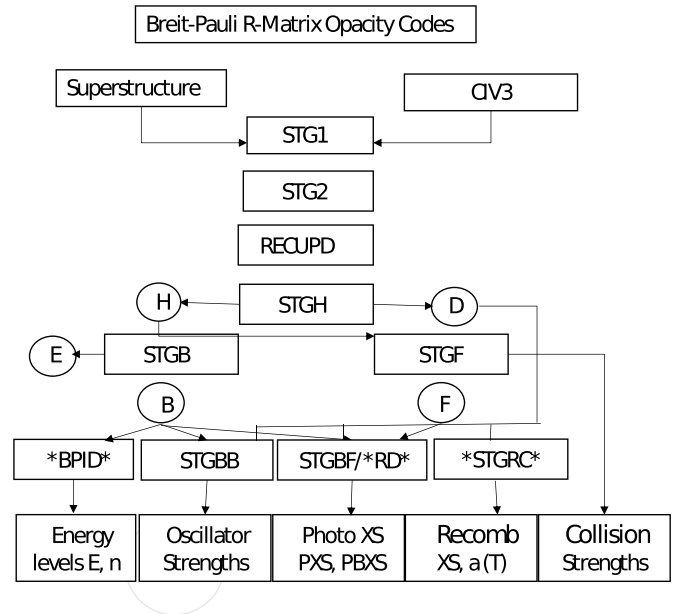 Breit-Pauli R-Matrix Opacity Codes
Superstructure
CIV3
STG1
STG2
RECUPD
H
STGH
D
E
STGB
STGF
B
F
*BPID*
STGBB
STGBF/*RD*
*STGRC*
Energy
levels E, n
Oscillator
Strengths
Photo XS
PXS, PBXS
Recomb
XS, a (T)
Collision
Strengths